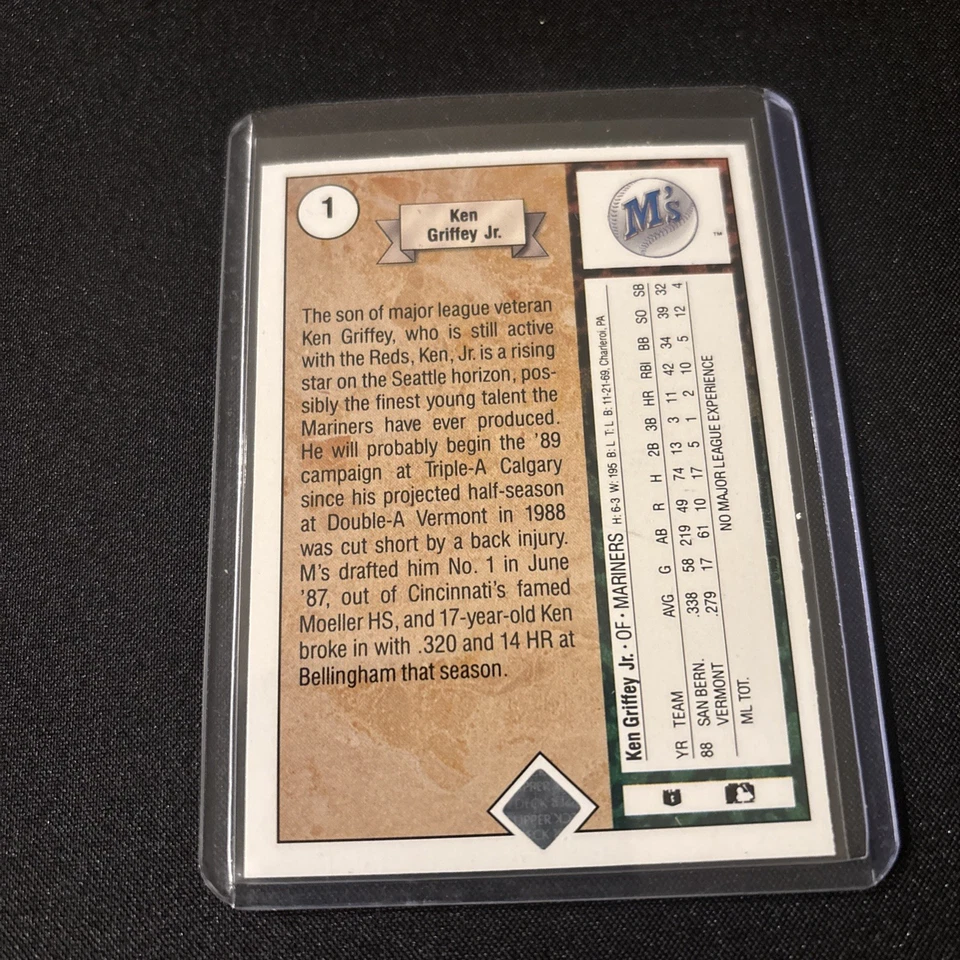 1
Ken
Griffey Jr.
The son of major league veteran
Ken Griffey, who is still active
with the Reds, Ken, Jr. is a rising
star on the Seattle horizon, pos-
sibly the finest young talent the
Mariners have ever produced.
He will probably begin the '89
campaign at Triple-A Calgary
since his projected half-season
at Double-A Vermont in 1988
was cut short by a back injury.
M's drafted him No. 1 in June
'87, out of Cincinnati's famed
Moeller HS, and 17-year-old Ken
broke in with .320 and 14 HR at
Bellingham that season.
M's
TM
Ken Griffey Jr. • OF • MARINERS H: 6-3 W: 195 B: L T: L B: 11-21-69, Charleroi, PA
YR TEAM AVG G AB R H 2B 3B HR RBI BB SO SB
88 SAN BERN. .338 58 219 49 74 13 3 11 42 34 39 32
VERMONT .279 17 61 10 17 5 1 2 10 5 12 4
ML TOT. NO MAJOR LEAGUE EXPERIENCE
UPPER